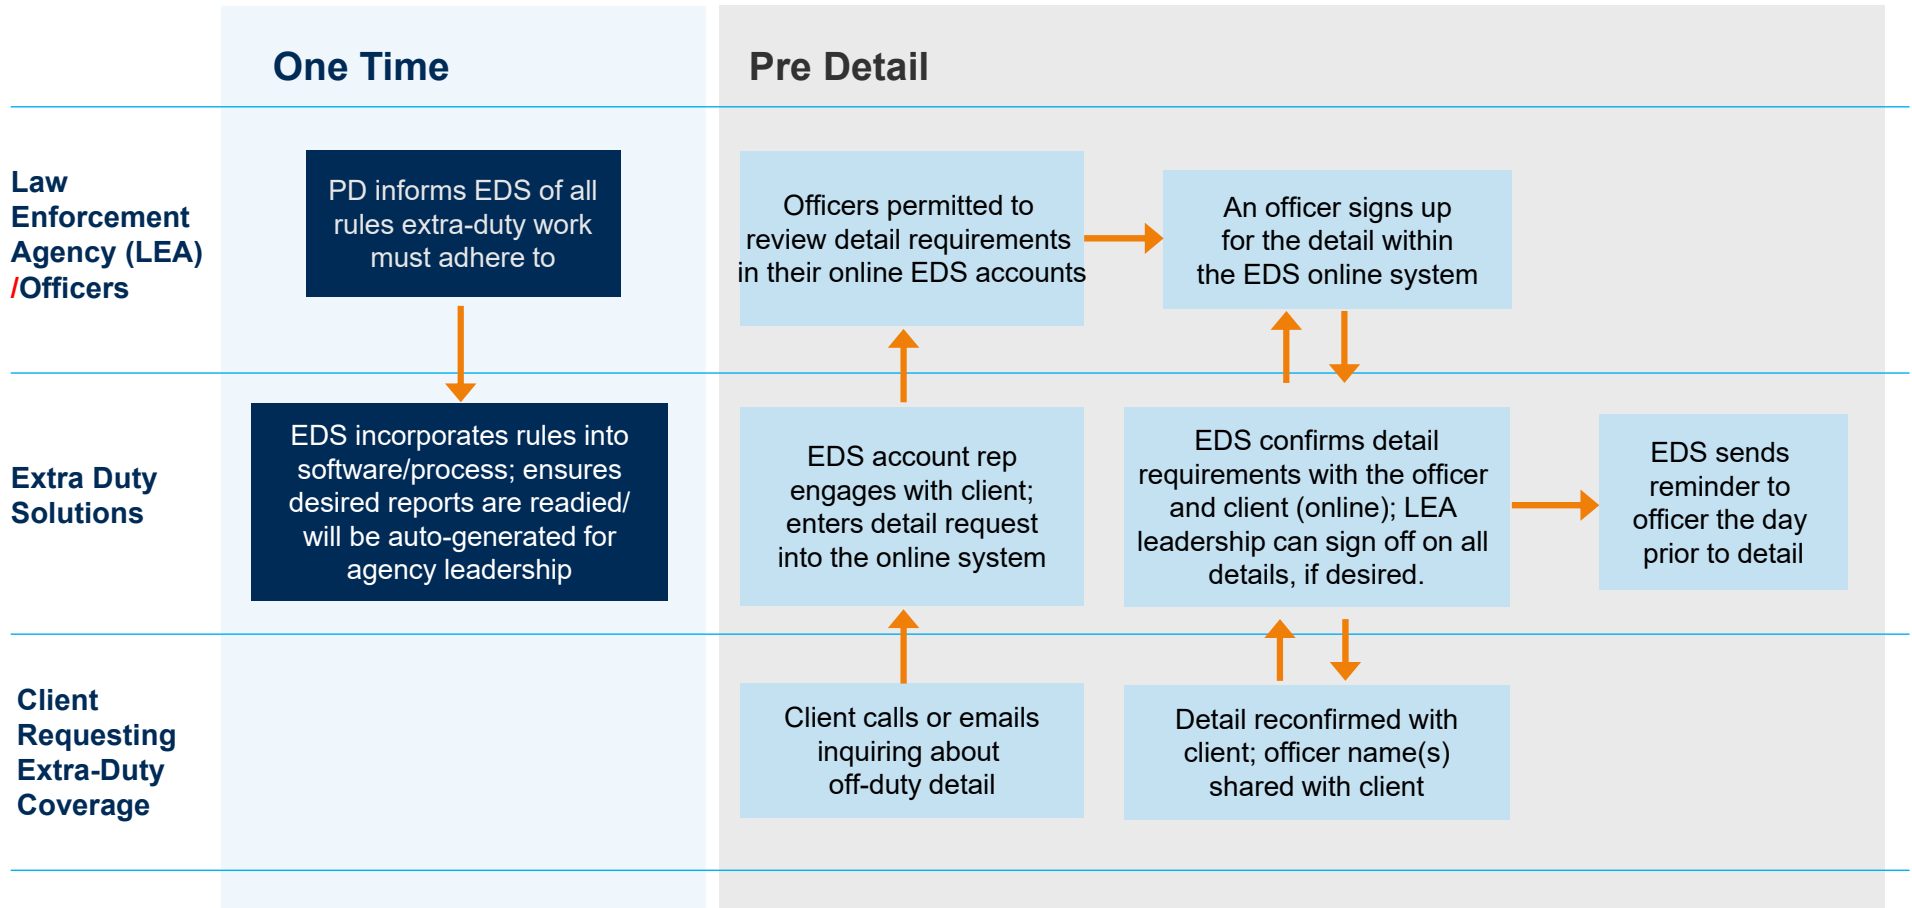 One Time
Pre Detail
Law
Enforcement
Agency (LEA)
/Officers
PD informs EDS of all
rules extra-duty work
must adhere to
Officers permitted to
review detail requirements
in their online EDS accounts
An officer signs up
for the detail within
the EDS online system
Extra Duty
Solutions
EDS incorporates rules into
software/process; ensures
desired reports are readied/
will be auto-generated for
agency leadership
EDS account rep
engages with client;
enters detail request
into the online system
EDS confirms detail
requirements with the officer
and client (online); LEA
leadership can sign off on all
details, if desired.
EDS sends
reminder to
officer the day
prior to detail
Client
Requesting
Extra-Duty
Coverage
Client calls or emails
inquiring about
off-duty detail
Detail reconfirmed with
client; officer name(s)
shared with client